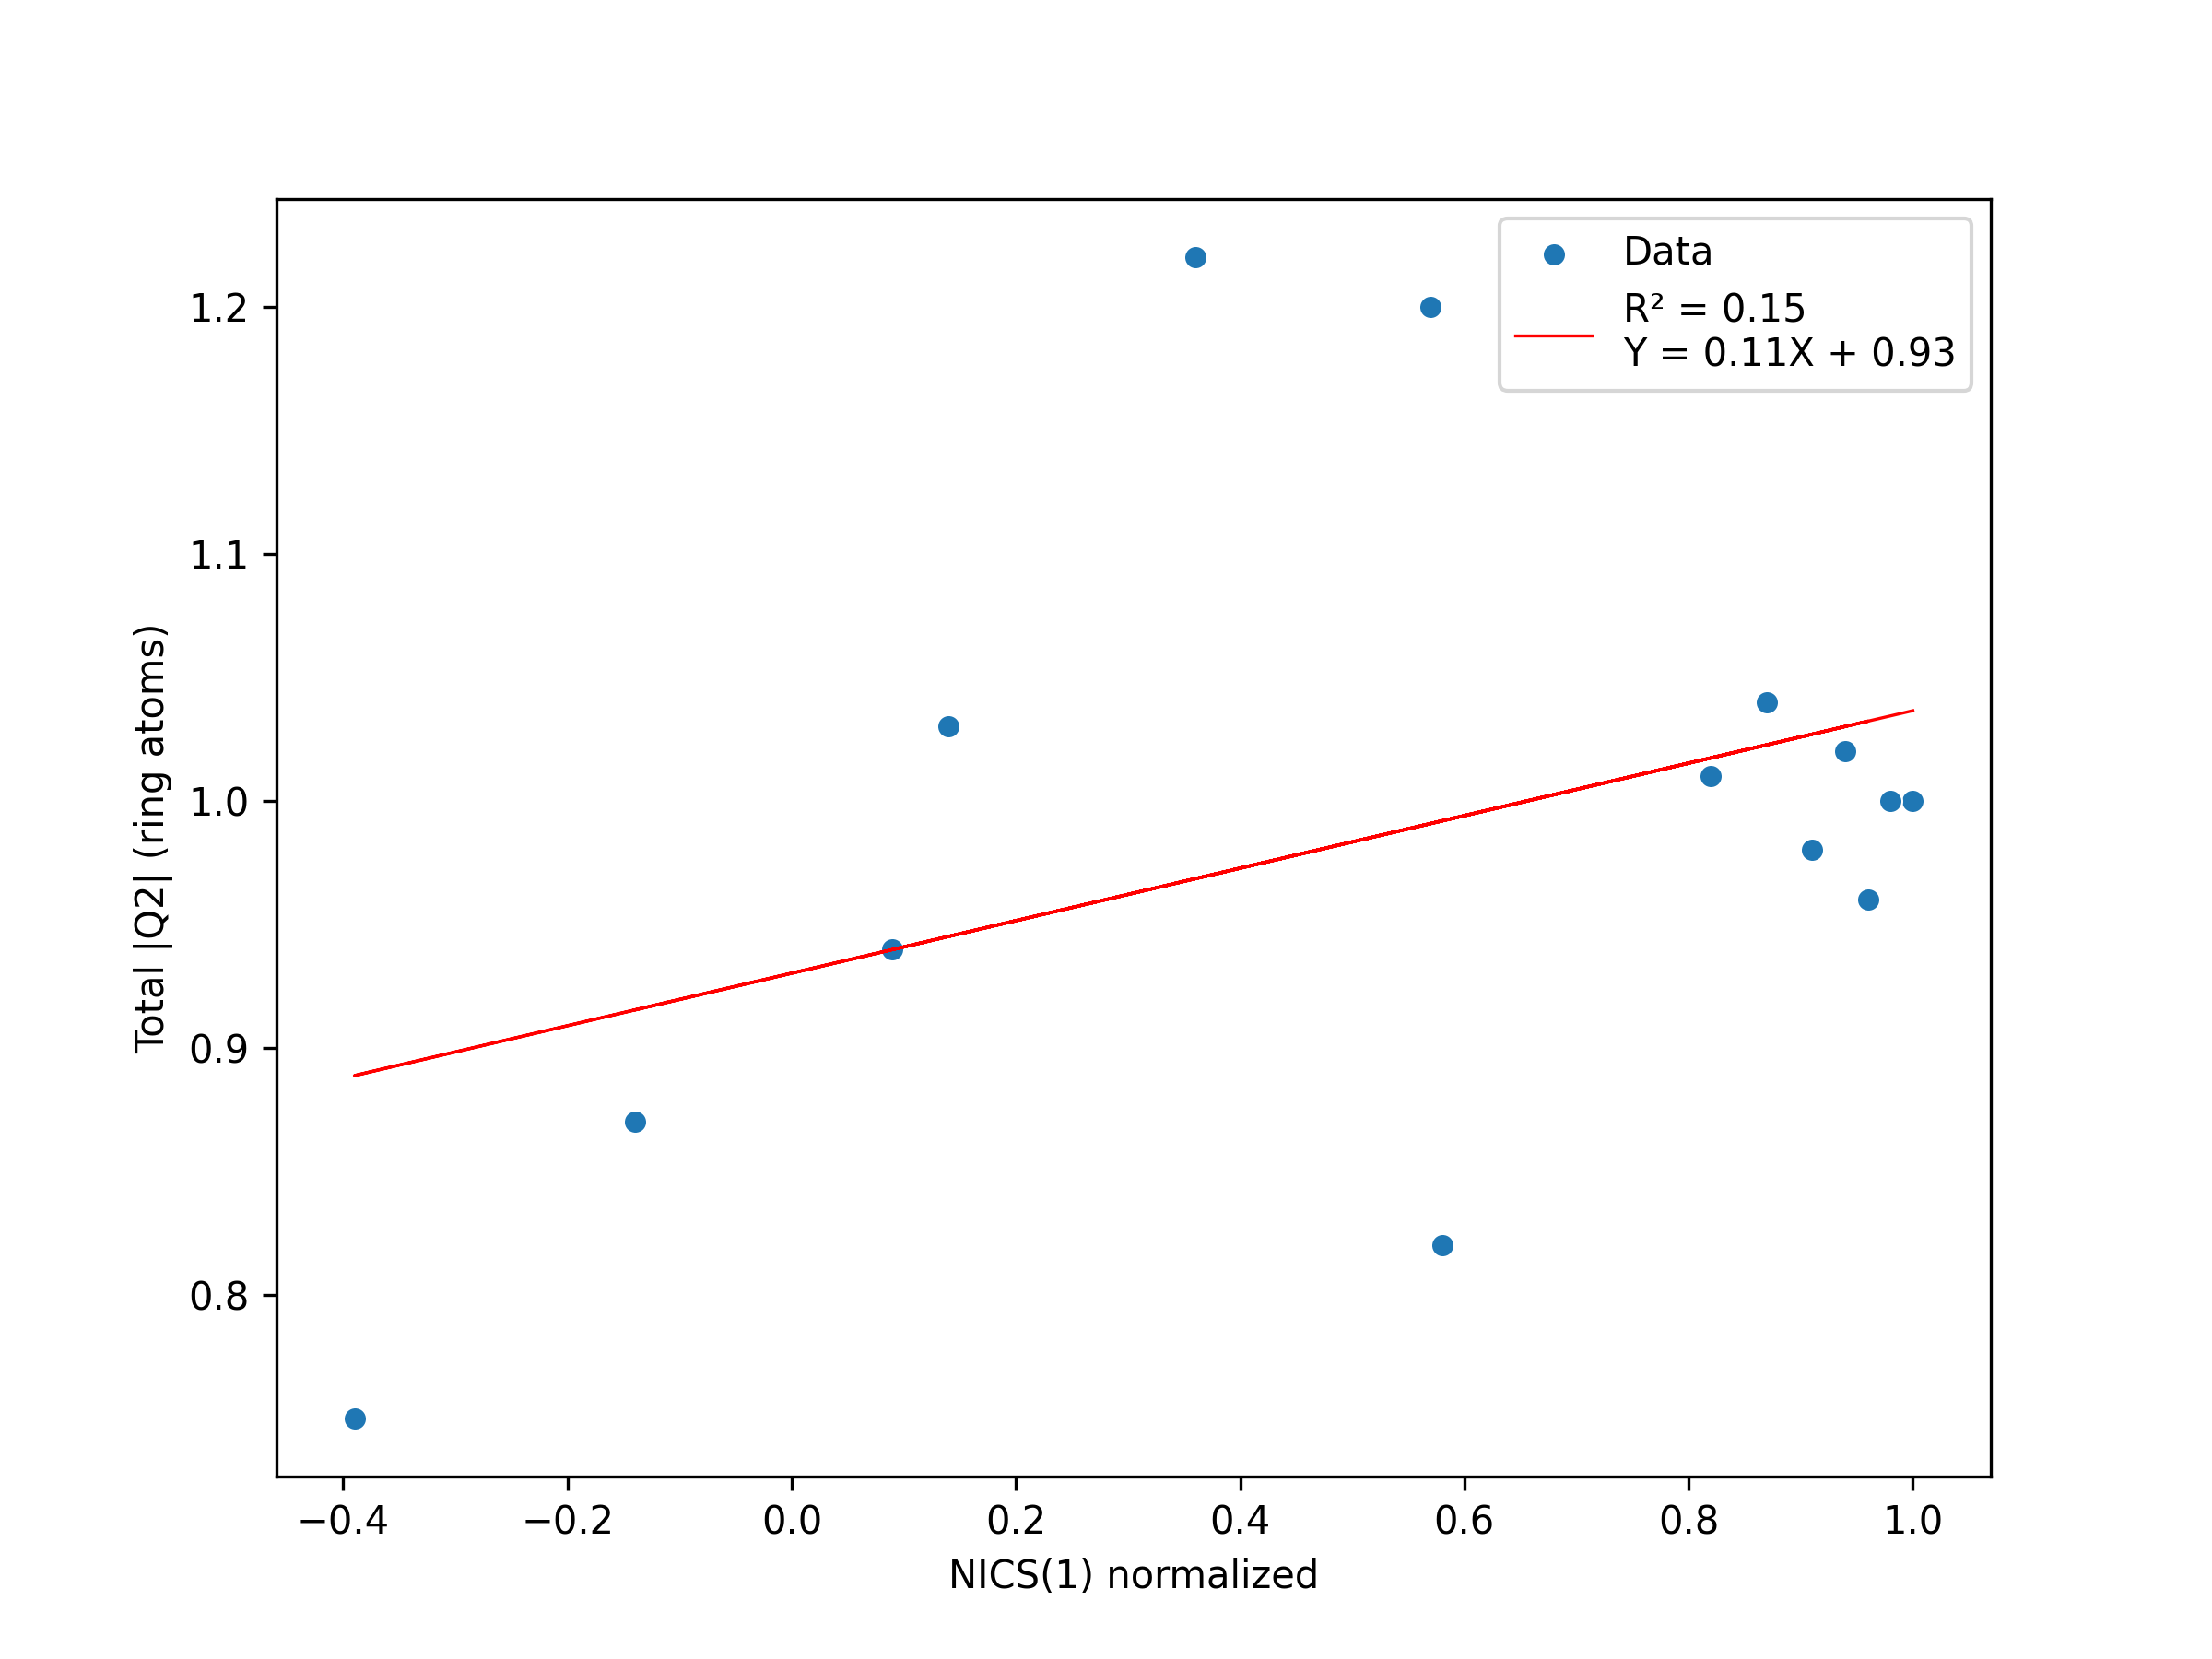 Data
R² = 0.15
Y = 0.11X + 0.93
1.2
1.1
1.0
0.9
0.8
Total |Q2| (ring atoms)
−0.4 −0.2 0.0 0.2 0.4 0.6 0.8 1.0
NICS(1) normalized